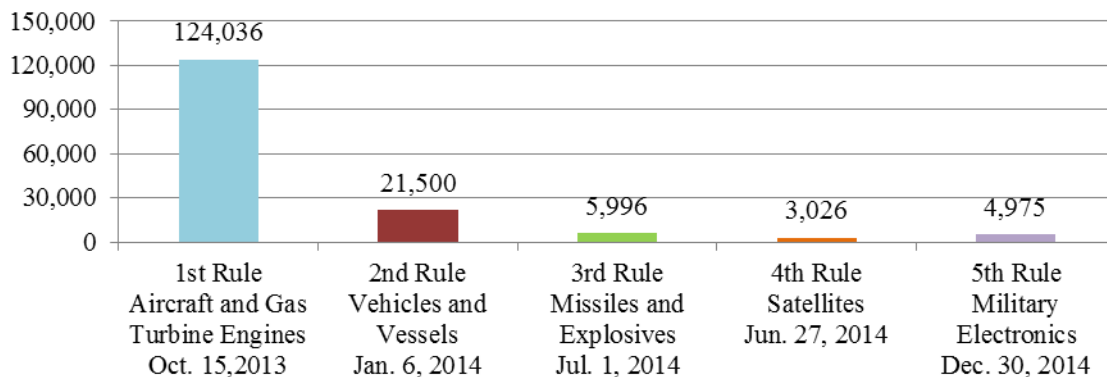 150,000
120,000
90,000
60,000
30,000
0
124,036
21,500
5,996
3,026
4,975
1st Rule
Aircraft and Gas
Turbine Engines
Oct. 15,2013
2nd Rule
Vehicles and
Vessels
Jan. 6, 2014
3rd Rule
Missiles and
Explosives
Jul. 1, 2014
4th Rule
Satellites
Jun. 27, 2014
5th Rule
Military
Electronics
Dec. 30, 2014